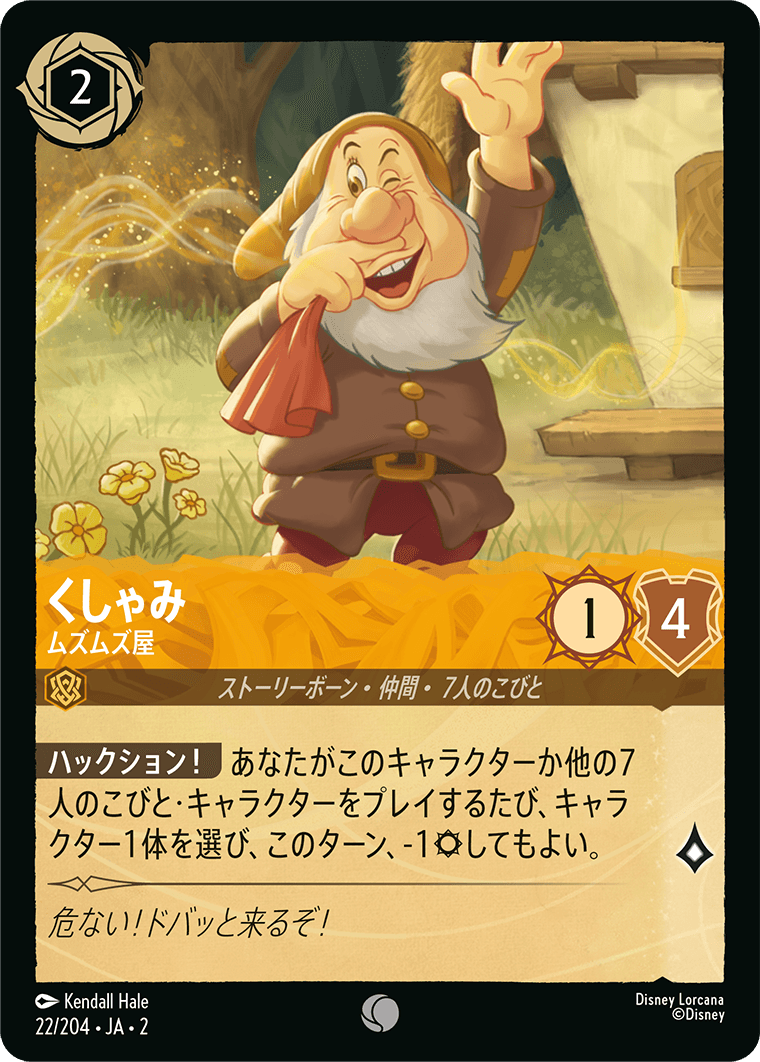 2
くしゃみ
ムズムズ屋
1
4
ストーリーボーン・仲間・7人のこびと
ハックション! あなたがこのキャラクターか他の7
人のこびと・キャラクターをプレイするたび、キャラ
クター1体を選び、このターン、-1してもよい。
危ない!ドバッと来るぞ!
Kendall Hale
22/204・JA・2
Disney Lorcana
©Disney